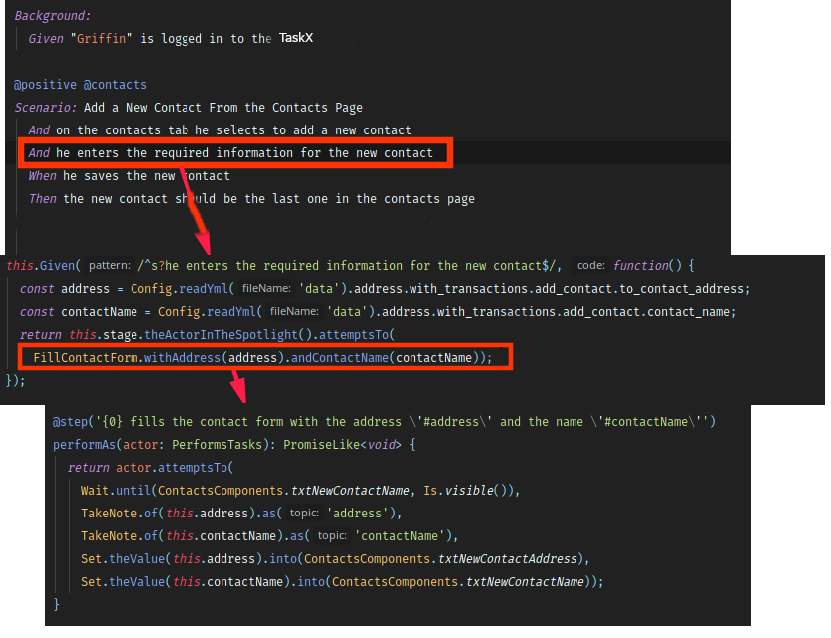 Background:
Given "Griffin" is logged in to the TaskX
@positive @contacts
Scenario: Add a New Contact From the Contacts Page
And on the contacts tab he selects to add a new contact
And he enters the required information for the new contact
When he saves the new contact
Then the new contact should be the last one in the contacts page
this.Given( pattern: /^s?he enters the required information for the new contact$/, code: function() {
const address = Config.readYml( fileName: 'data').address.with_transactions.add_contact.to_contact_address;
const contactName = Config.readYml( fileName: 'data').address.with_transactions.add_contact.contact_name;
return this.stage.theActorInTheSpotlight().attemptsTo(
FillContactForm.withAddress(address).andContactName(contactName));
});
@step('{0} fills the contact form with the address \'#address\' and the name \'#contactName\'')
performAs(actor: PerformsTasks): PromiseLike<void> {
return actor.attemptsTo(
Wait.until(ContactsComponents.txtNewContactName, Is.visible()),
TakeNote.of(this.address).as( topic: 'address'),
TakeNote.of(this.contactName).as( topic: 'contactName'),
Set.theValue(this.address).into(ContactsComponents.txtNewContactAddress),
Set.theValue(this.contactName).into(ContactsComponents.txtNewContactName));
}